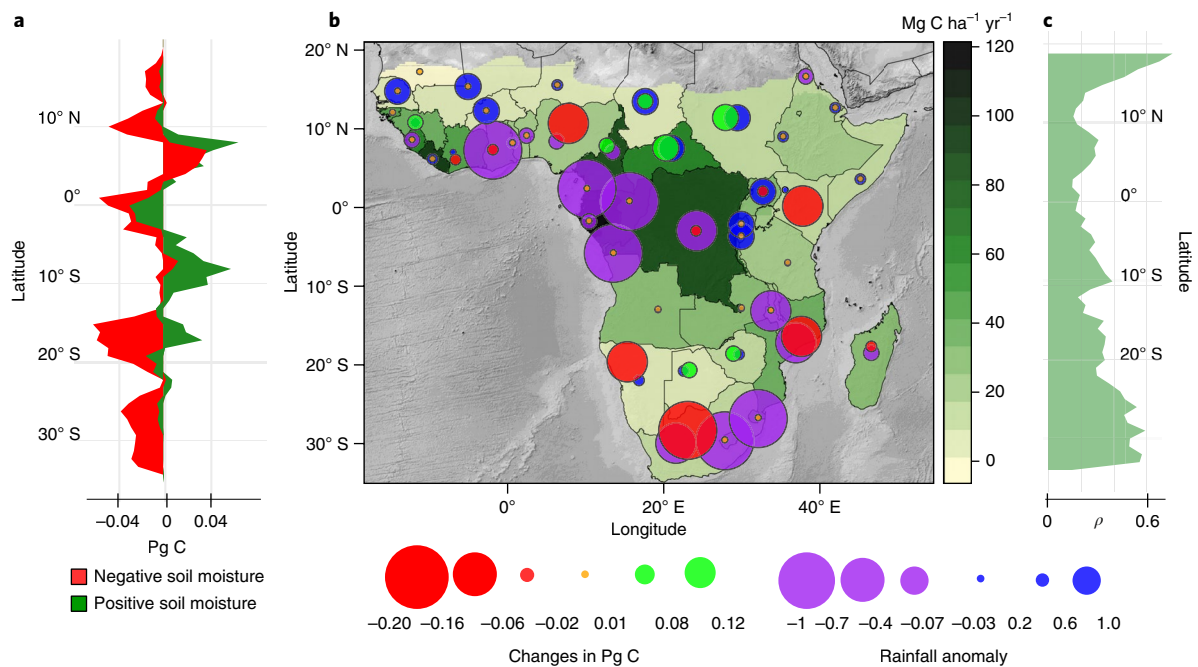 a
b
c
Mg C ha⁻¹ yr⁻¹
10° N
0°
10° S
20° S
30° S
Latitude
−0.04
0
0.04
Pg C
Negative soil moisture
Positive soil moisture
20° N
10° N
0°
10° S
20° S
30° S
Latitude
0°
20° E
40° E
Longitude
120
100
80
60
40
20
0
10° N
0°
10° S
20° S
Latitude
0
ρ
0.6
−0.20 −0.16 −0.06 −0.02 0.01 0.08 0.12
Changes in Pg C
−1 −0.7 −0.4 −0.07 −0.03 0.2 0.6 1.0
Rainfall anomaly